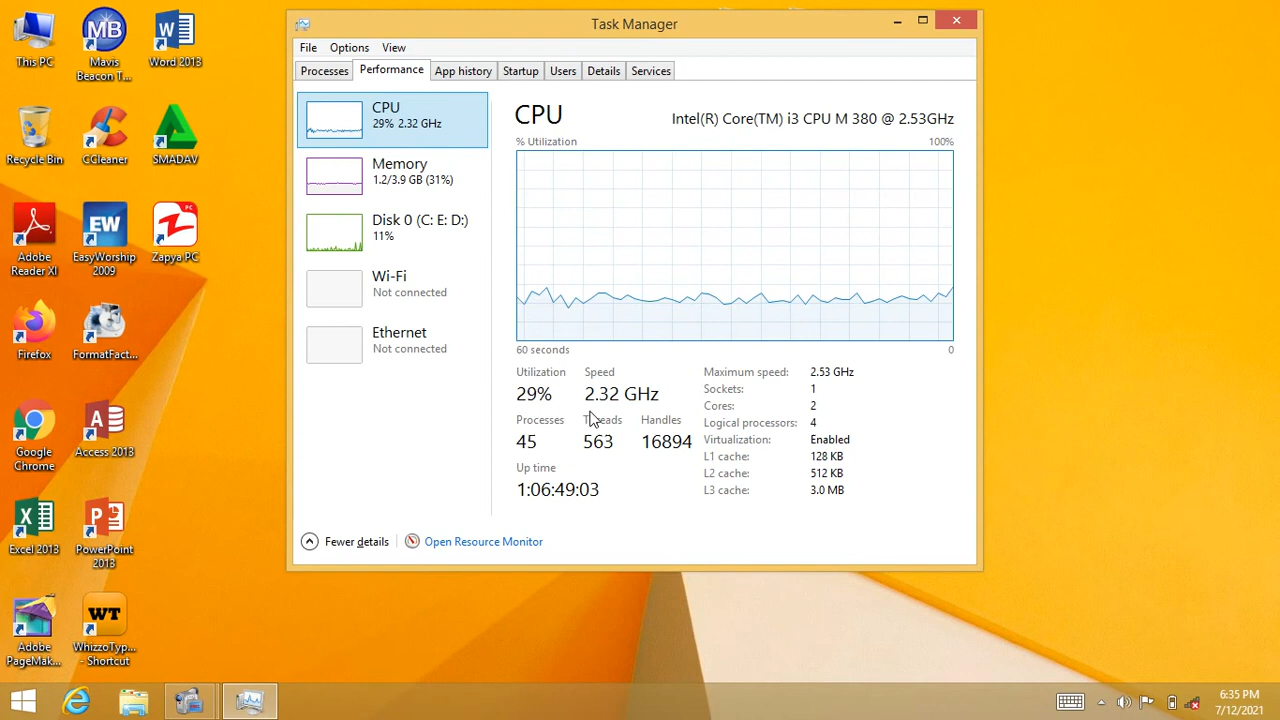 This PC
Mavis
Beacon T...
Word 2013
Recycle Bin
CCleaner
SMADAV
Adobe
Reader XI
EasyWorship
2009
Zapya PC
Firefox
FormatFact...
Google
Chrome
Access 2013
Excel 2013
PowerPoint
2013
Adobe
PageMak...
WhizzoTyp...
- Shortcut
MB
EW
PC
WT
Task Manager
File Options View
Processes Performance App history Startup Users Details Services
CPU
29% 2.32 GHz
Memory
1.2/3.9 GB (31%)
Disk 0 (C: E: D:)
11%
Wi-Fi
Not connected
Ethernet
Not connected
CPU Intel(R) Core(TM) i3 CPU M 380 @ 2.53GHz
% Utilization 100%
60 seconds 0
Utilization Speed
29% 2.32 GHz
Processes Handles
45 563 16894
Up time
1:06:49:03
Maximum speed: 2.53 GHz
Sockets: 1
Cores: 2
Logical processors: 4
Virtualization: Enabled
L1 cache: 128 KB
L2 cache: 512 KB
L3 cache: 3.0 MB
Fewer details Open Resource Monitor
6:35 PM
7/12/2021